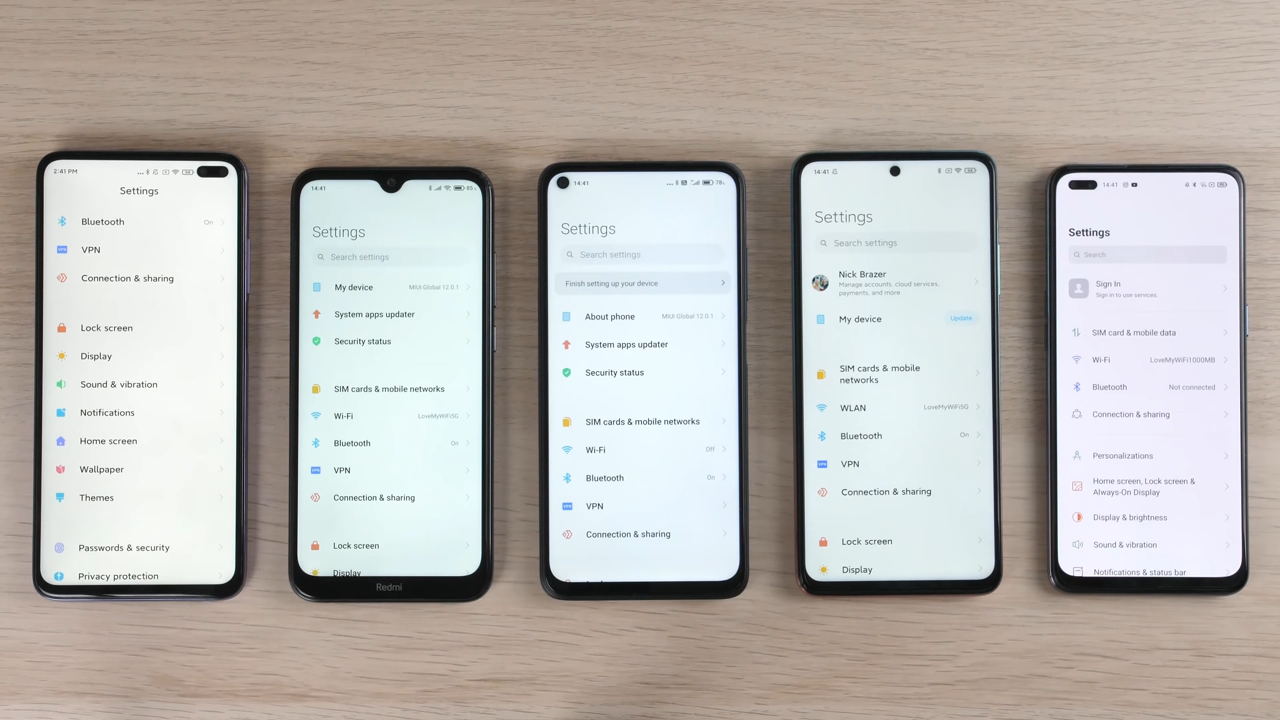 2:41 PM
Settings
Bluetooth On
VPN
VPN
Connection & sharing
Lock screen
Display
Sound & vibration
Notifications
Home screen
Wallpaper
Themes
Passwords & security
Privacy protection
14:41
85
Settings
Search settings
My device MIUI Global 12.0.1
System apps updater
Security status
SIM cards & mobile networks
Wi-Fi LoveMyWiFi5G
Bluetooth On
VPN
VPN
Connection & sharing
Lock screen
Display
Redmi
14:41
78
Settings
Search settings
Finish setting up your device
About phone MIUI Global 12.0.1
System apps updater
Security status
SIM cards & mobile networks
Wi-Fi Off
Bluetooth On
VPN
VPN
Connection & sharing
14:41
Settings
Search settings
Nick Brazer
Manage accounts, cloud services,
payments, and more
My device Update
SIM cards & mobile
networks
WLAN LoveMyWiFi5G
Bluetooth On
VPN
VPN
Connection & sharing
Lock screen
Display
14:41
Settings
Search
Sign In
Sign in to use services.
SIM card & mobile data
Wi-Fi LoveMyWiFi1000MB
Bluetooth Not connected
Connection & sharing
Personalizations
Home screen, Lock screen &
Always-On Display
Display & brightness
Sound & vibration
Notifications & status bar